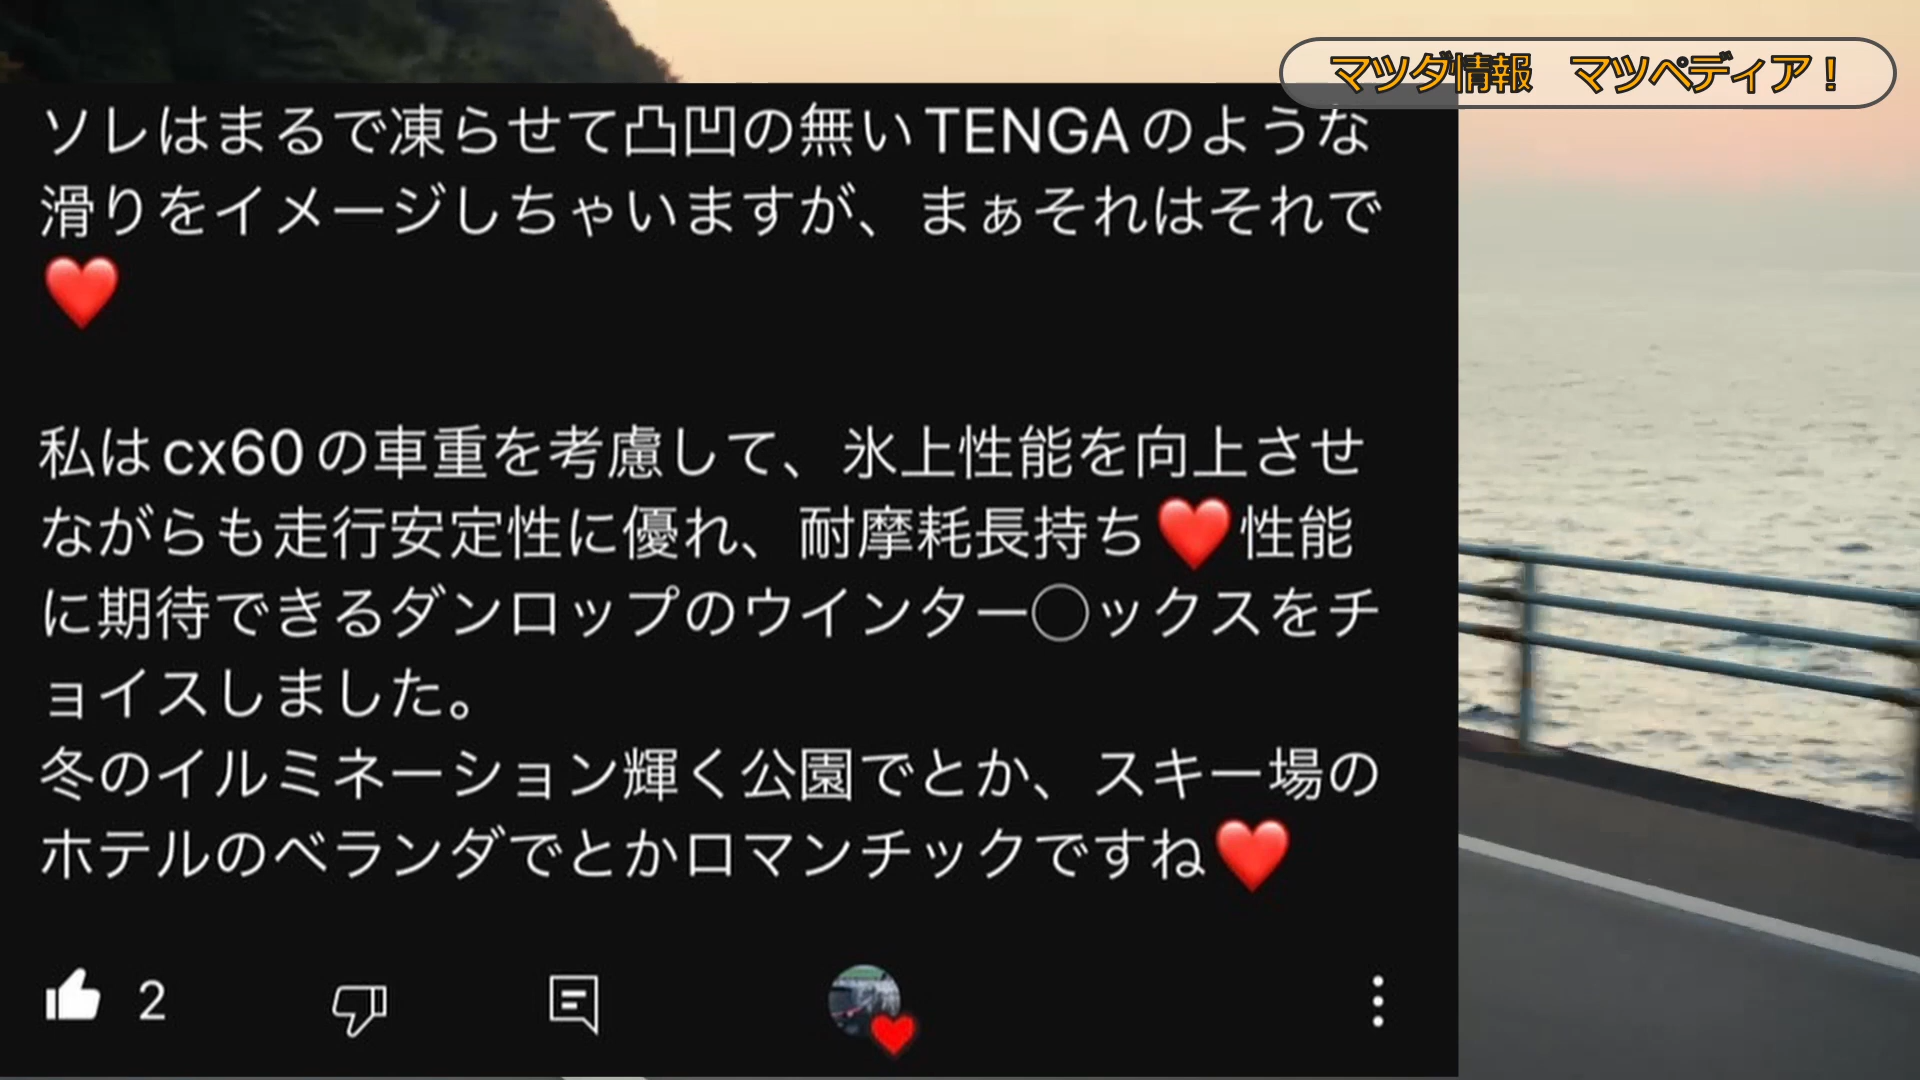 マツダ情報　マツペディア！
ソレはまるで凍らせて凸凹の無いTENGAのような
滑りをイメージしちゃいますが、まぁそれはそれで
❤️
私はcx60の車重を考慮して、氷上性能を向上させ
ながらも走行安定性に優れ、耐摩耗長持ち❤️性能
に期待できるダンロップのウインター◯ックスをチ
ョイスしました。
冬のイルミネーション輝く公園でとか、スキー場の
ホテルのベランダでとかロマンチックですね❤️
2